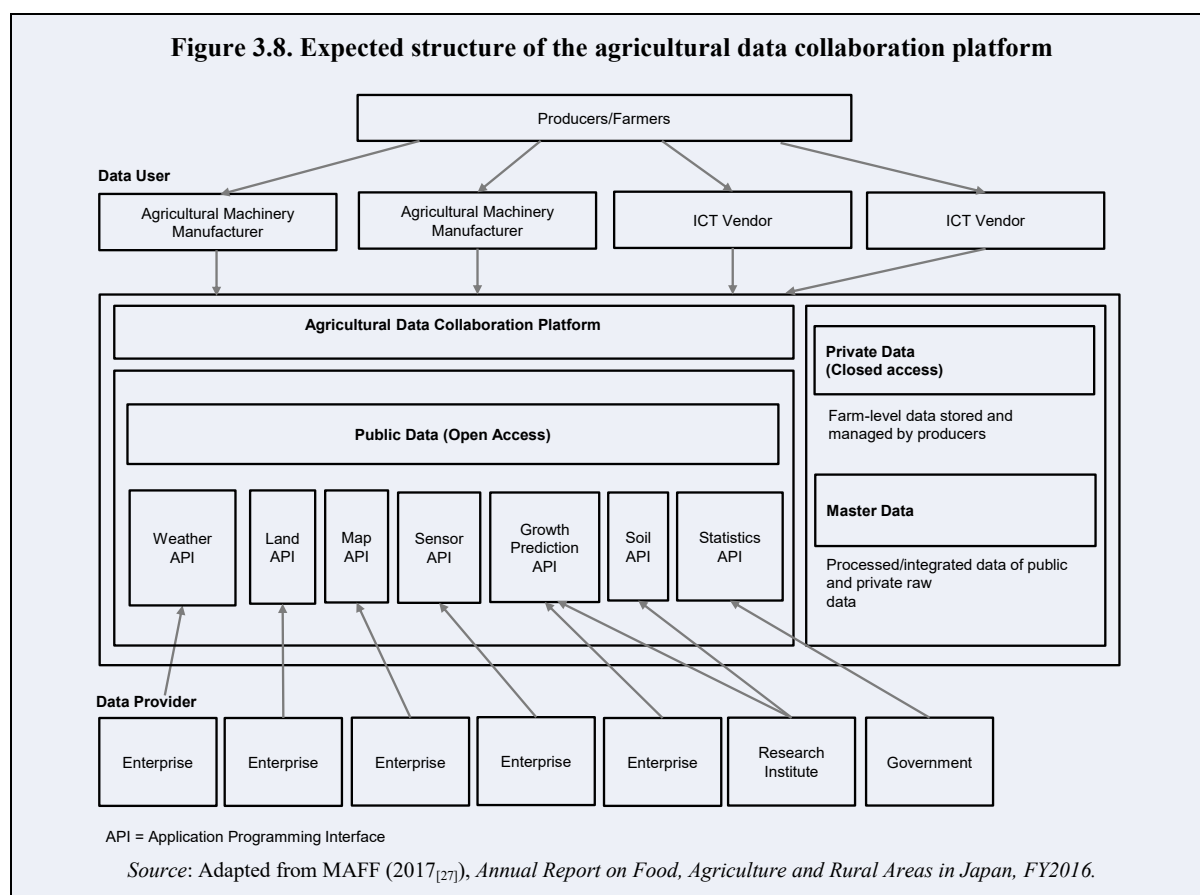 Figure 3.8. Expected structure of the agricultural data collaboration platform
Producers/Farmers
Data User
Agricultural Machinery
Manufacturer
Agricultural Machinery
Manufacturer
ICT Vendor
ICT Vendor
Agricultural Data Collaboration Platform
Private Data
(Closed access)
Farm-level data stored and
managed by producers
Public Data (Open Access)
Master Data
Processed/integrated data of public
and private raw
data
Weather
API
Land
API
Map
API
Sensor
API
Growth
Prediction
API
Soil
API
Statistics
API
Data Provider
Enterprise
Enterprise
Enterprise
Enterprise
Enterprise
Research
Institute
Government
API = Application Programming Interface
Source: Adapted from MAFF (2017[27]), Annual Report on Food, Agriculture and Rural Areas in Japan, FY2016.